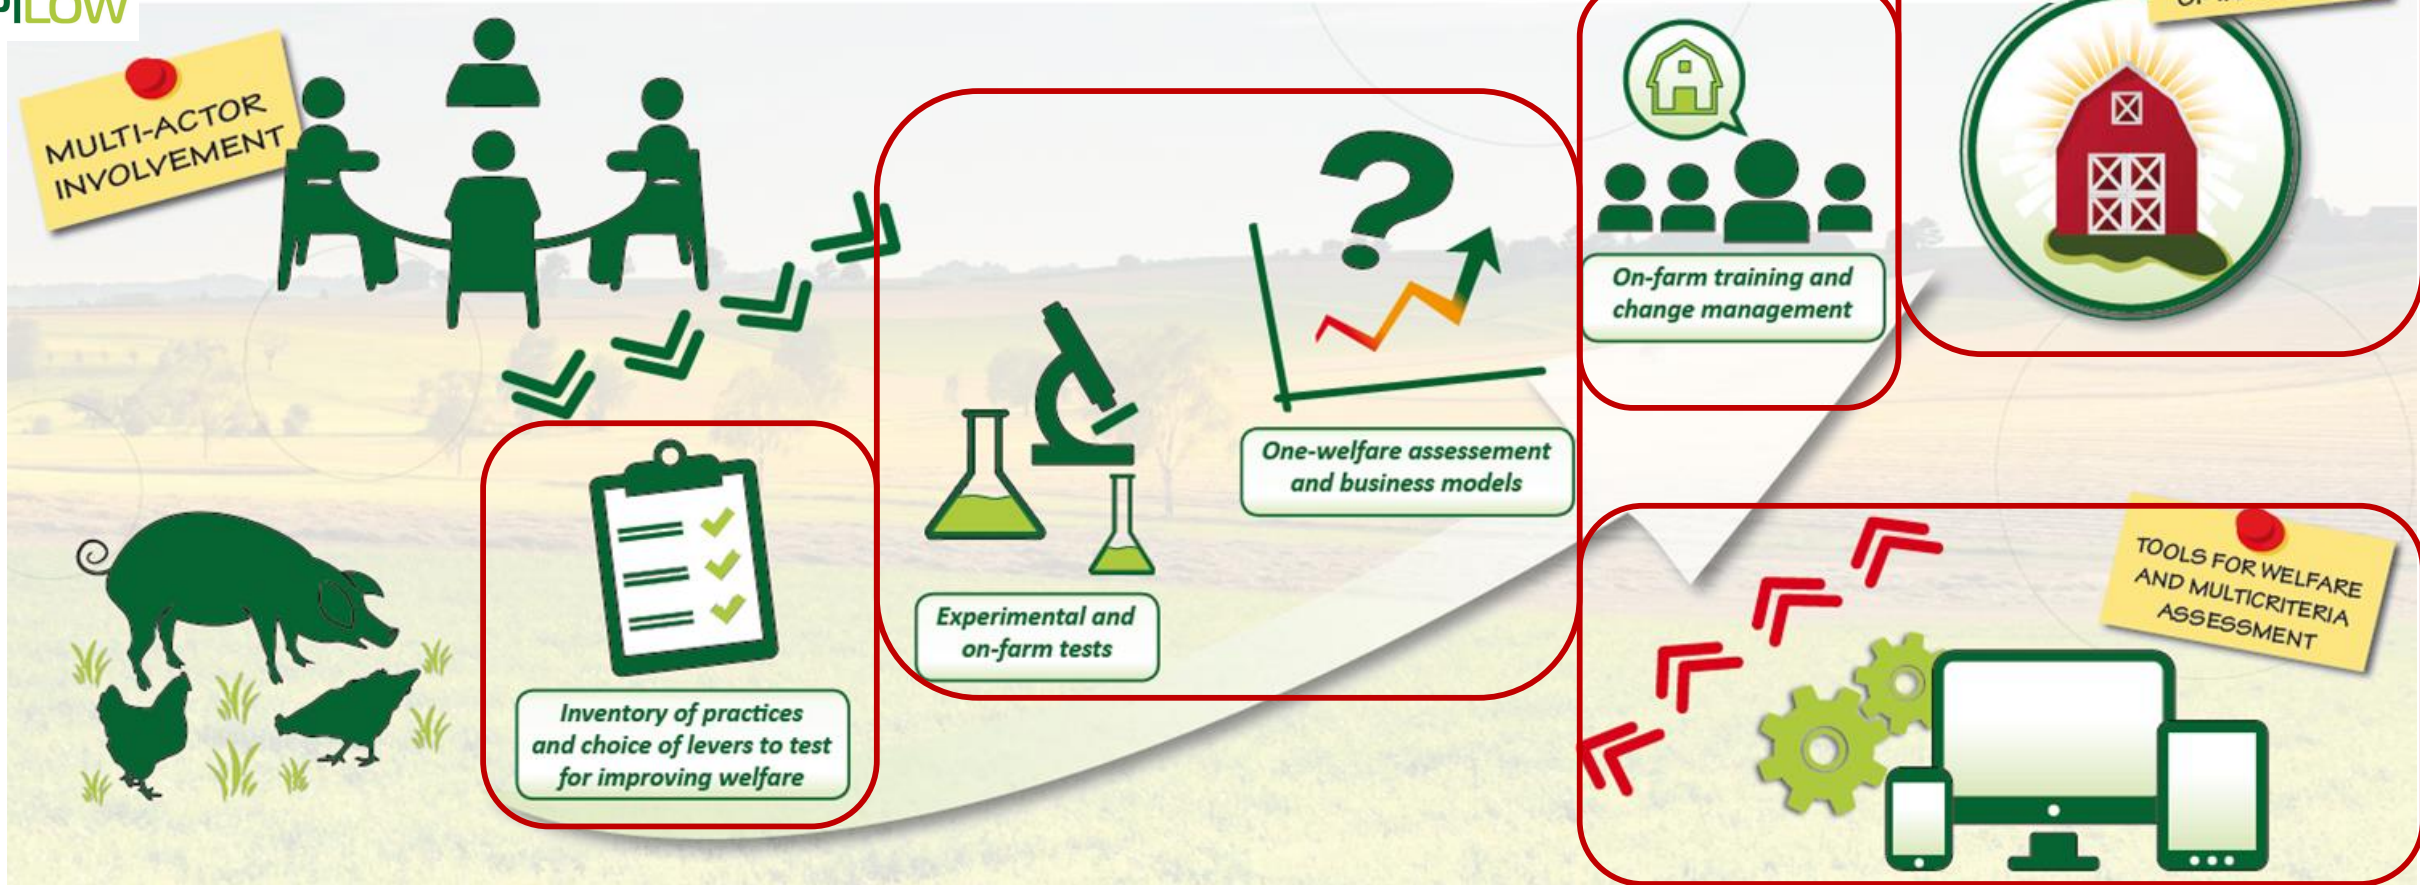 PILOW
MULTI-ACTOR
INVOLVEMENT
On-farm training and
change management
One-welfare assessement
and business models
Experimental and
on-farm tests
Inventory of practices
and choice of levers to test
for improving welfare
TOOLS FOR WELFARE
AND MULTICRITERIA
ASSESSMENT